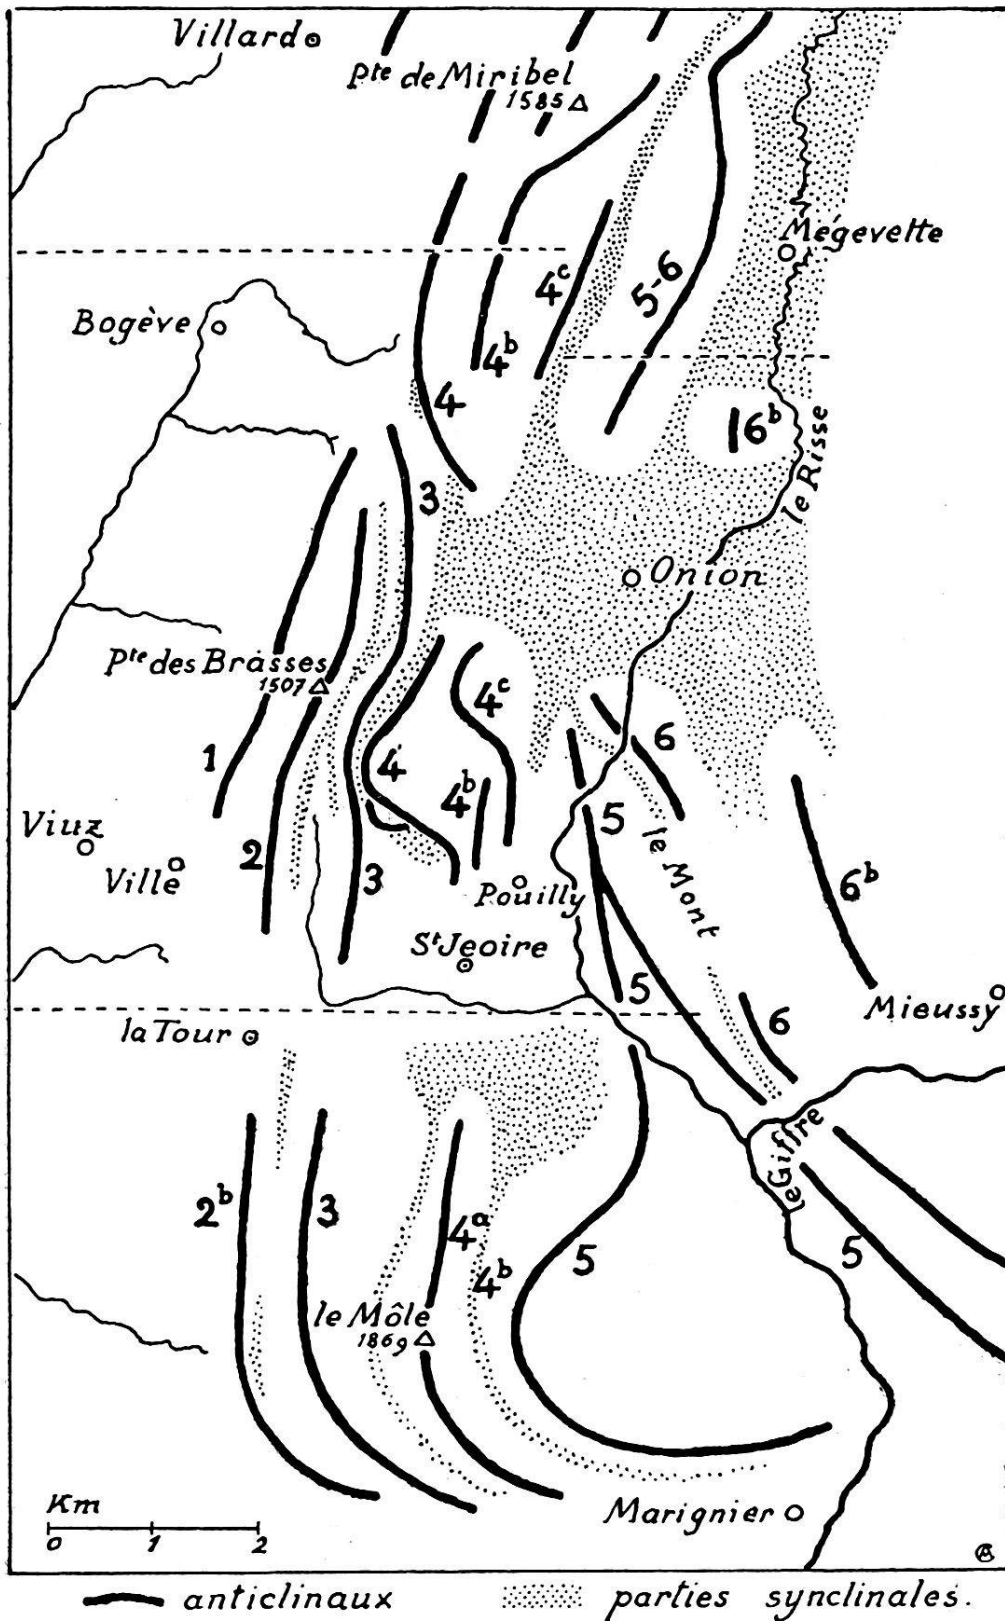 Villard
Pte de Miribel
1585
Mégevette
4c
5-6
Bogève
4b
4
6b
le Risse
3
Onion
Pte des Brasses
1507
4c
6
1
4
4b
5
Viuz
2
le Mont
Ville
3
6b
Pouilly
St Jeoire
5
Mieussy
6
la Tour
le Giffre
2b
3
4a
4b
5
5
le Môle
1869
Km
0 1 2
Marignier
anticlinaux
parties synclinales.